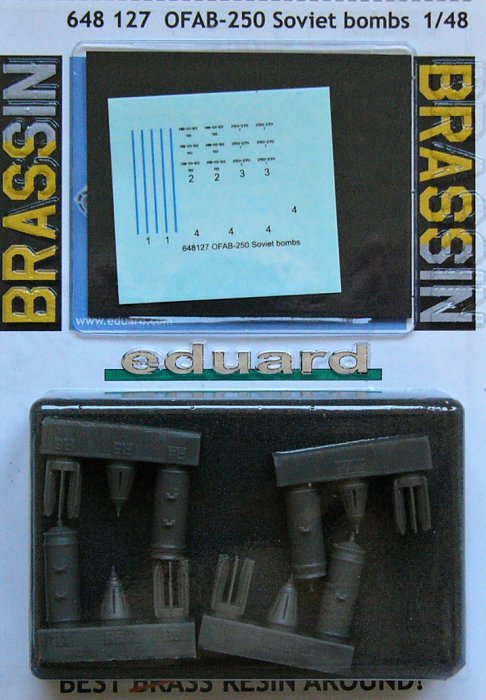 648 127 OFAB-250 Soviet bombs 1/48
BRASSIN
BRASSIN
2 2 3 3
4
4 4 4
1 1
648127 OFAB-250 Soviet bombs
www.eduard.com
eduard
BEST BRASS RESIN AROUND!